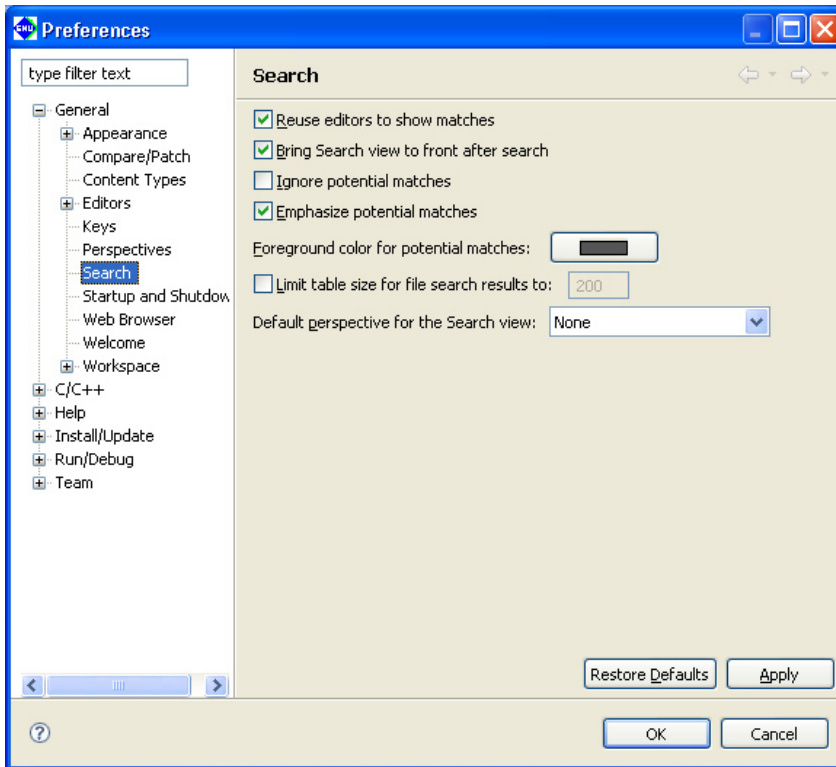 GNU Preferences
type filter text
Search
General
Appearance
Compare/Patch
Content Types
Editors
Keys
Perspectives
Search
Startup and Shutdow
Web Browser
Welcome
Workspace
C/C++
Help
Install/Update
Run/Debug
Team
Reuse editors to show matches
Bring Search view to front after search
Ignore potential matches
Emphasize potential matches
Foreground color for potential matches:
Limit table size for file search results to: 200
Default perspective for the Search view: None
Restore Defaults Apply
? OK Cancel